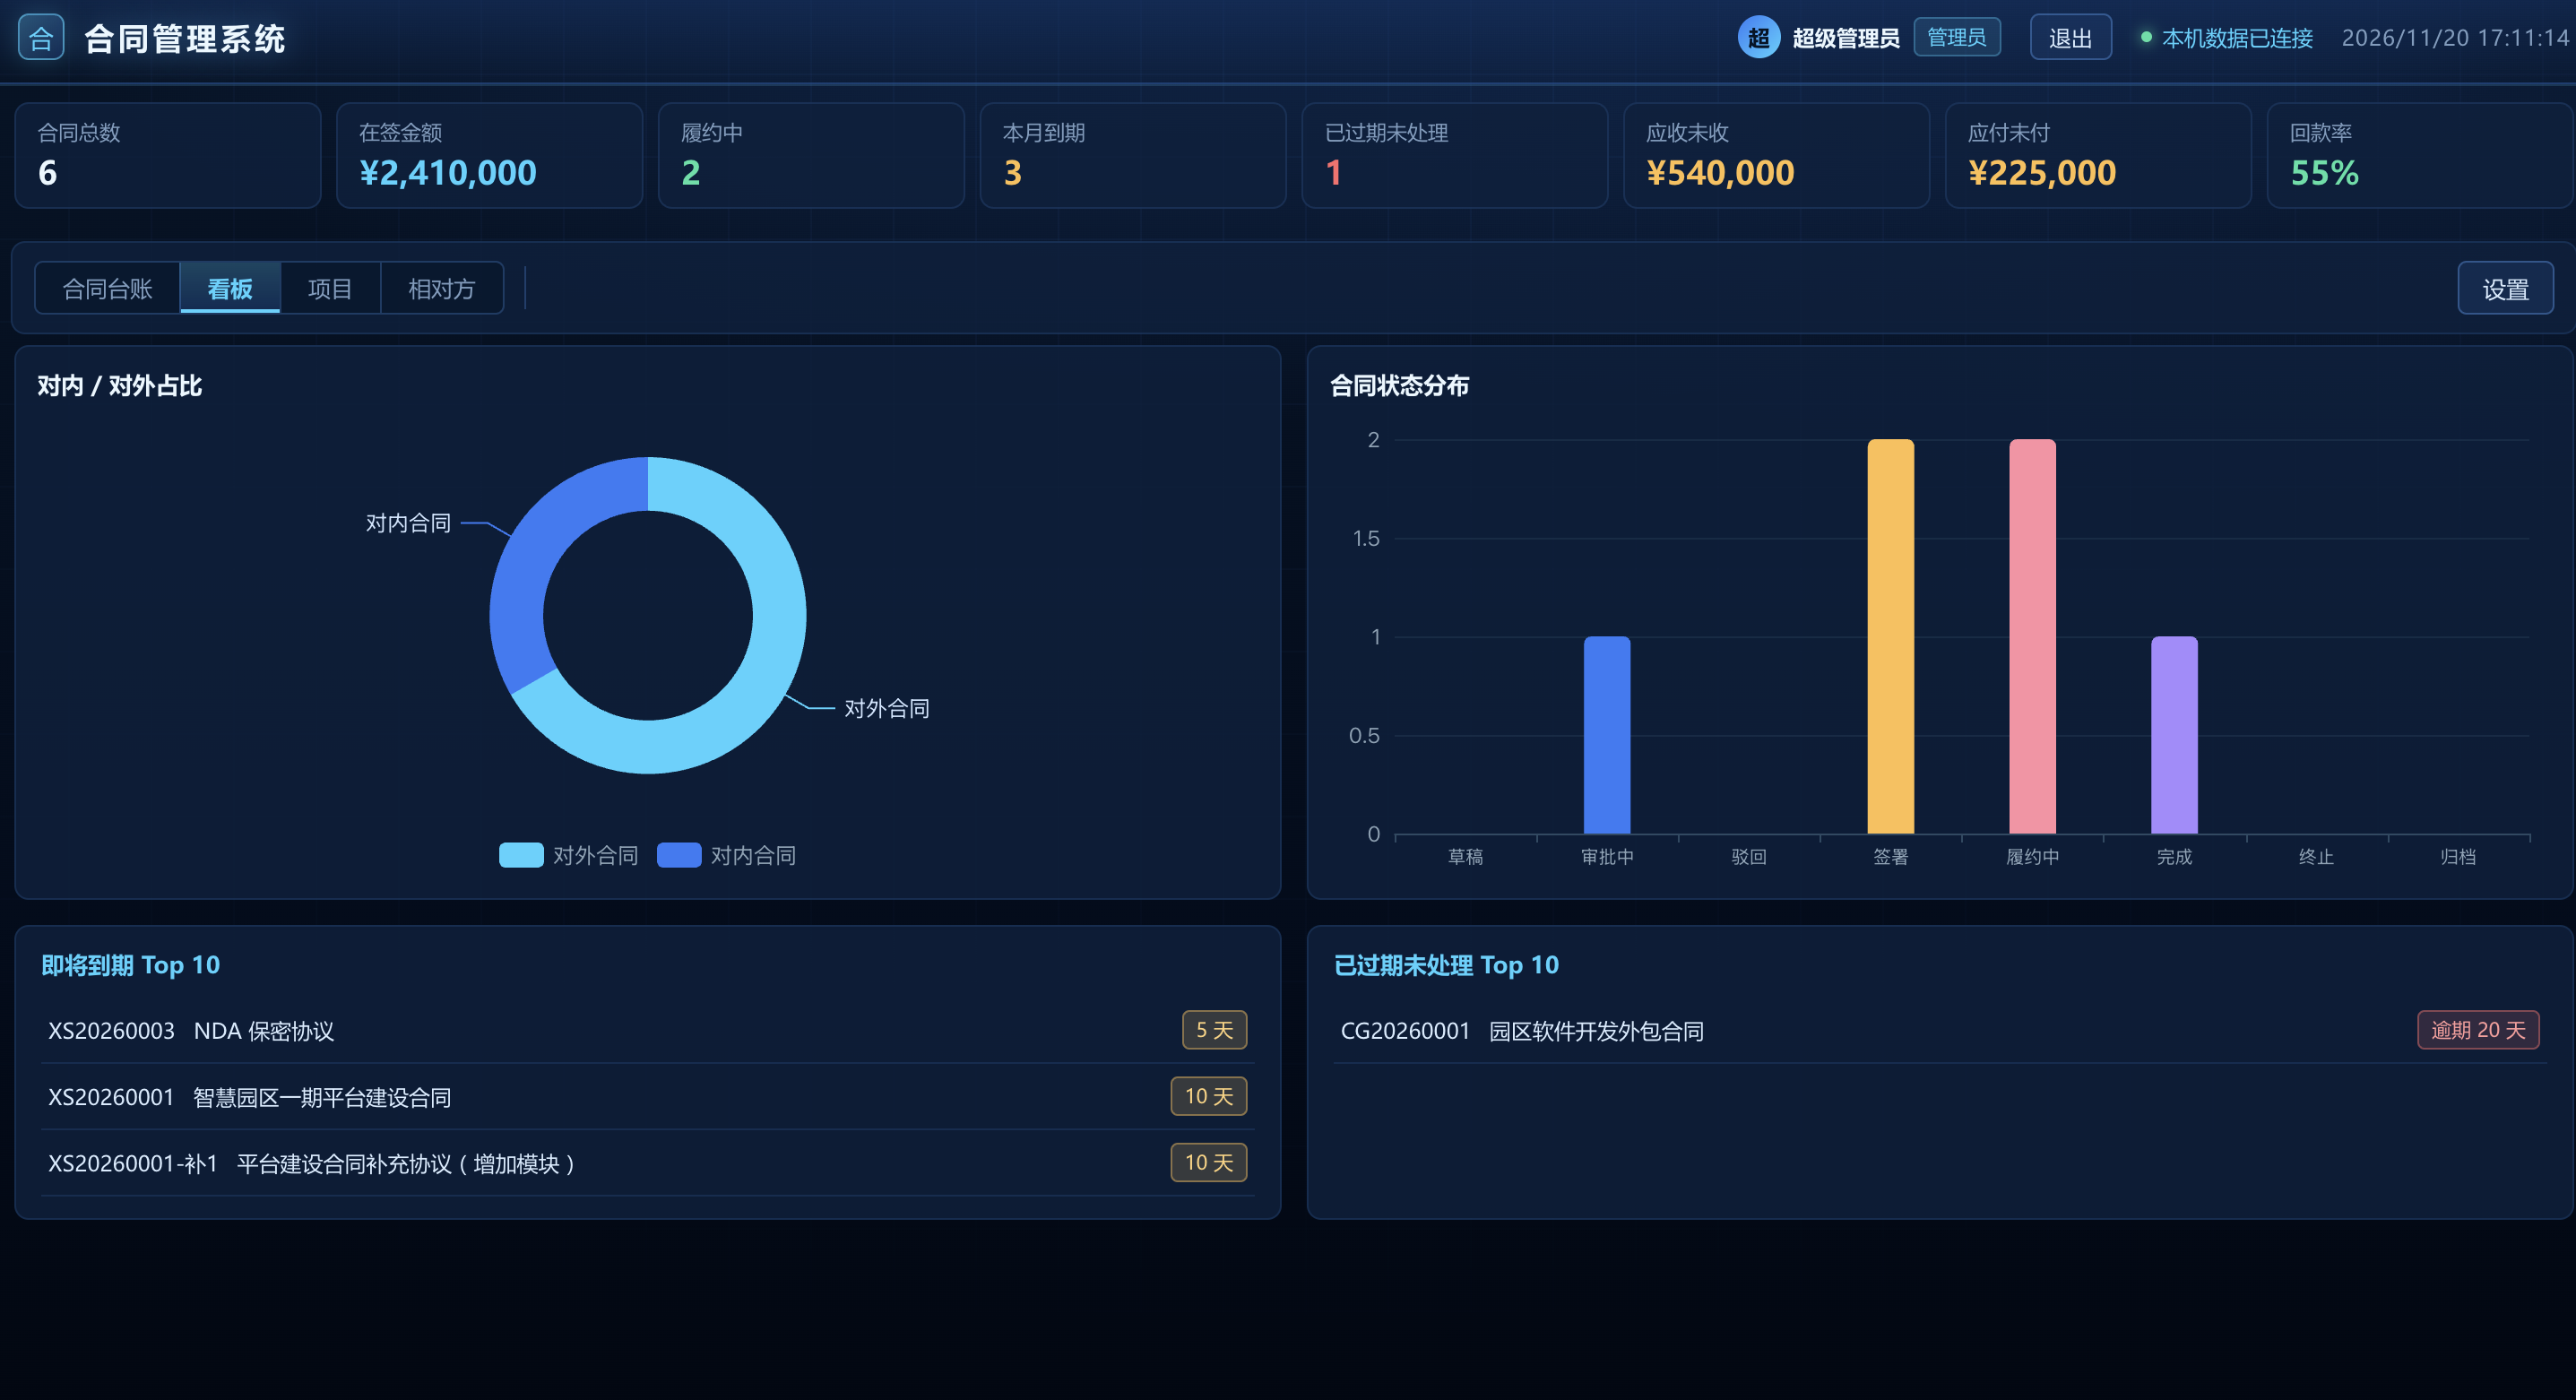 合 合同管理系统
超 超级管理员 管理员 退出 本机数据已连接 2026/11/20 17:11:14
合同总数
6
在签金额
¥2,410,000
履约中
2
本月到期
3
已过期未处理
1
应收未收
¥540,000
应付未付
¥225,000
回款率
55%
合同台账 看板 项目 相对方
设置
对内 / 对外占比
对内合同
对外合同
对外合同 对内合同
合同状态分布
2
1.5
1
0.5
0
草稿 审批中 驳回 签署 履约中 完成 终止 归档
即将到期 Top 10
XS20260003 NDA 保密协议 5 天
XS20260001 智慧园区一期平台建设合同 10 天
XS20260001-补1 平台建设合同补充协议（增加模块） 10 天
已过期未处理 Top 10
CG20260001 园区软件开发外包合同 逾期 20 天